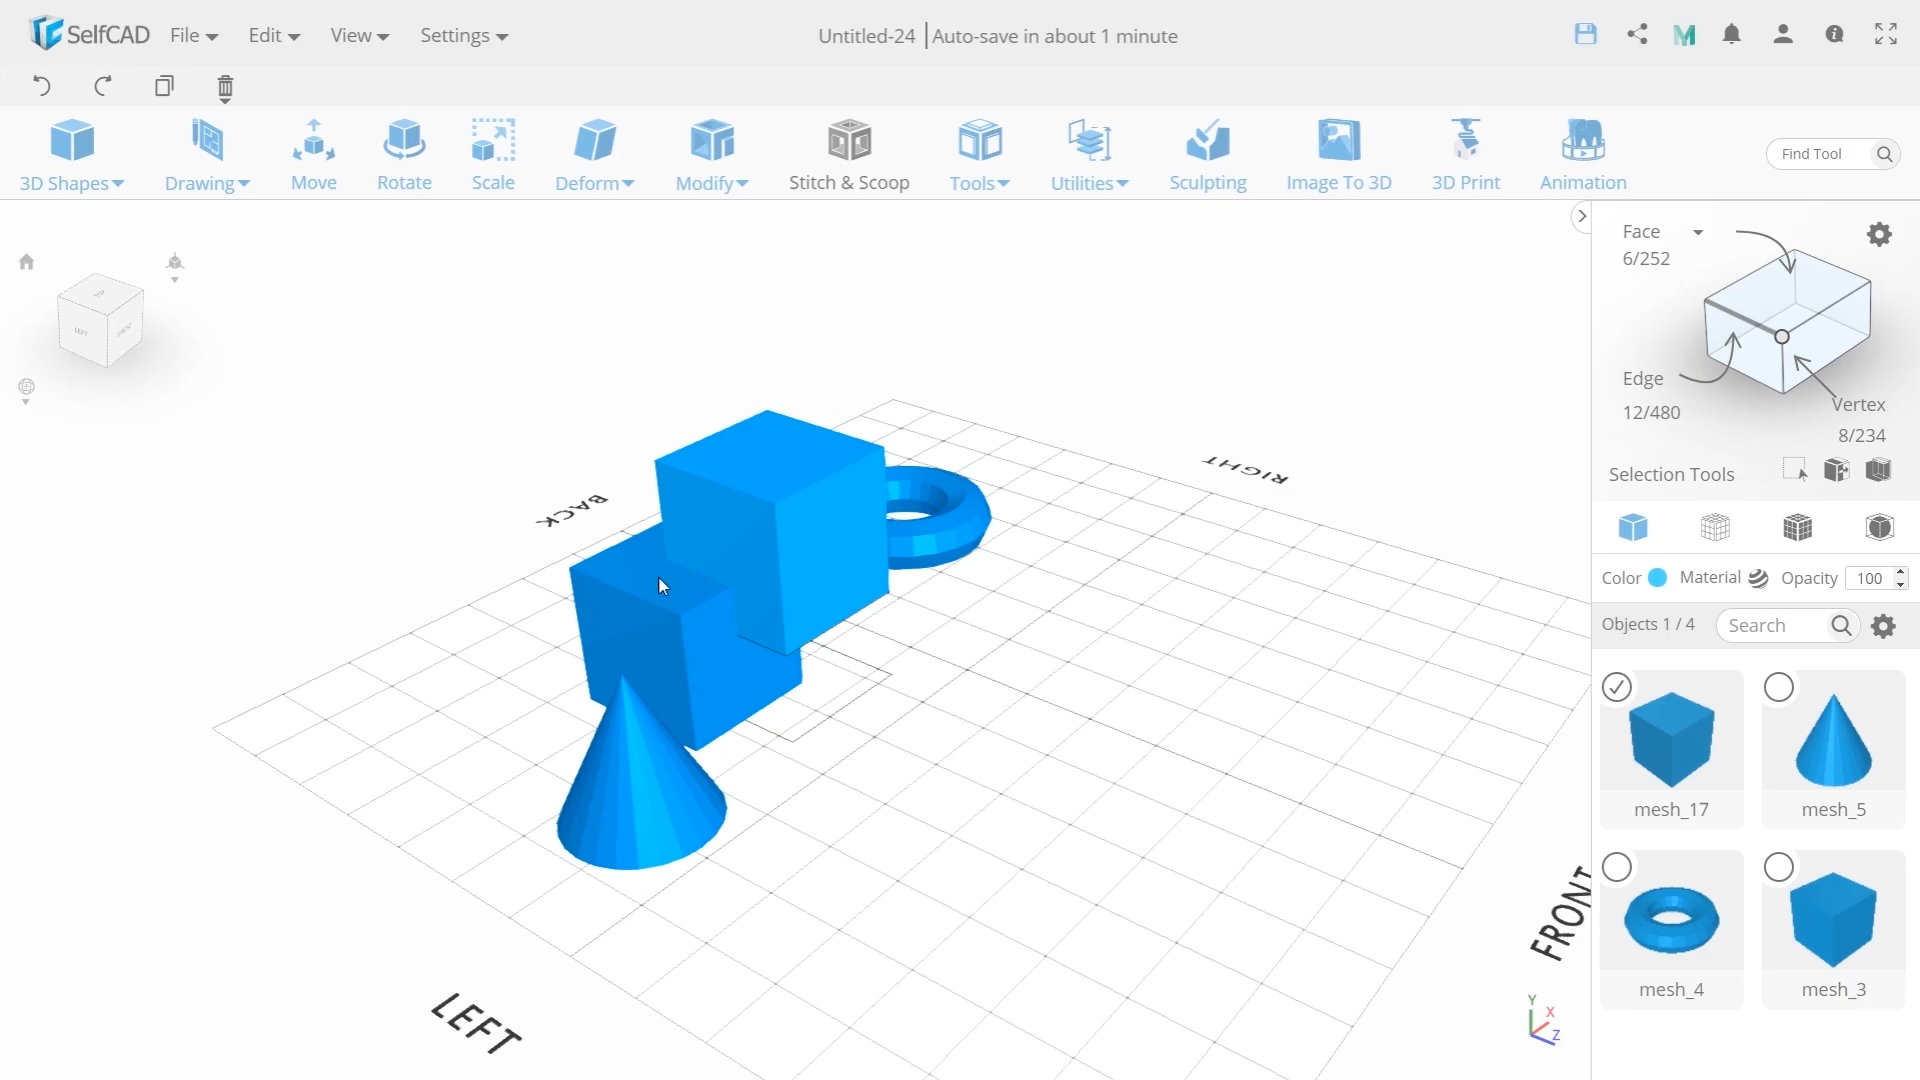 SelfCAD
File
Edit
View
Settings
Untitled-24 |Auto-save in about 1 minute
3D Shapes
Drawing
Move
Rotate
Scale
Deform
Modify
Stitch & Scoop
Tools
Utilities
Sculpting
Image To 3D
3D Print
Animation
Find Tool
TOP
LEFT
FRONT
BACK
RIGHT
LEFT
FRONT
Y
X
Z
Face
6/252
Edge
12/480
Vertex
8/234
Selection Tools
Color
Material
Opacity
100
Objects 1 / 4
Search
mesh_17
mesh_5
mesh_4
mesh_3